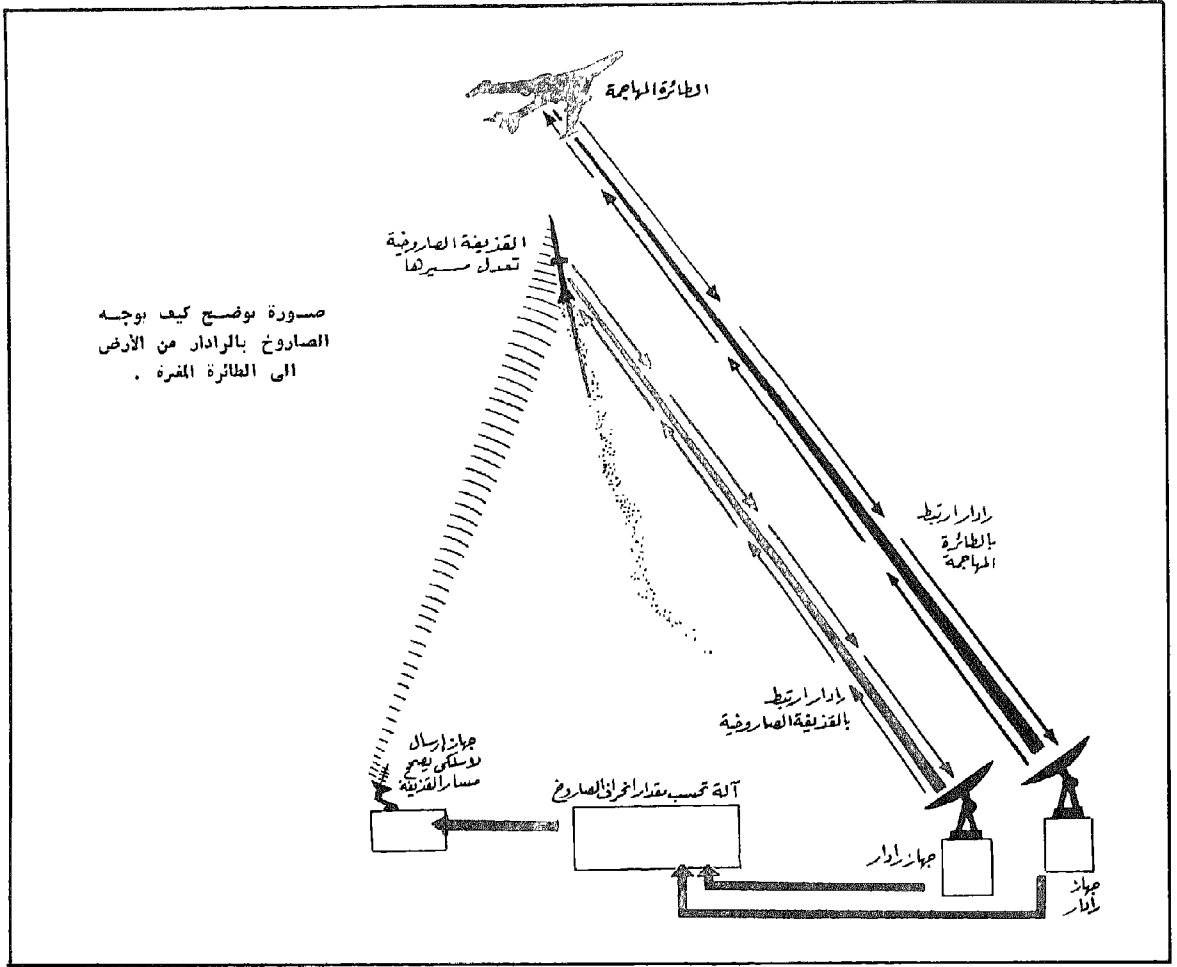 الطائرة المهاجمة
القذيفة الصاروخية
تعدل مسيرها
صورة توضح كيف يوجه
الصاروخ بالرادار من الأرض
الى الطائرة المغيرة .
رادار ارتبط
بالطائرة
المهاجمة
رادار ارتبط
بالقذيفة الصاروخية
جهاز إرسال
لاسلكى يصحح
مسار القذيفة
آلة تحسب مقدار انحراف الصاروخ
جهاز رادار
جهاز
رادار